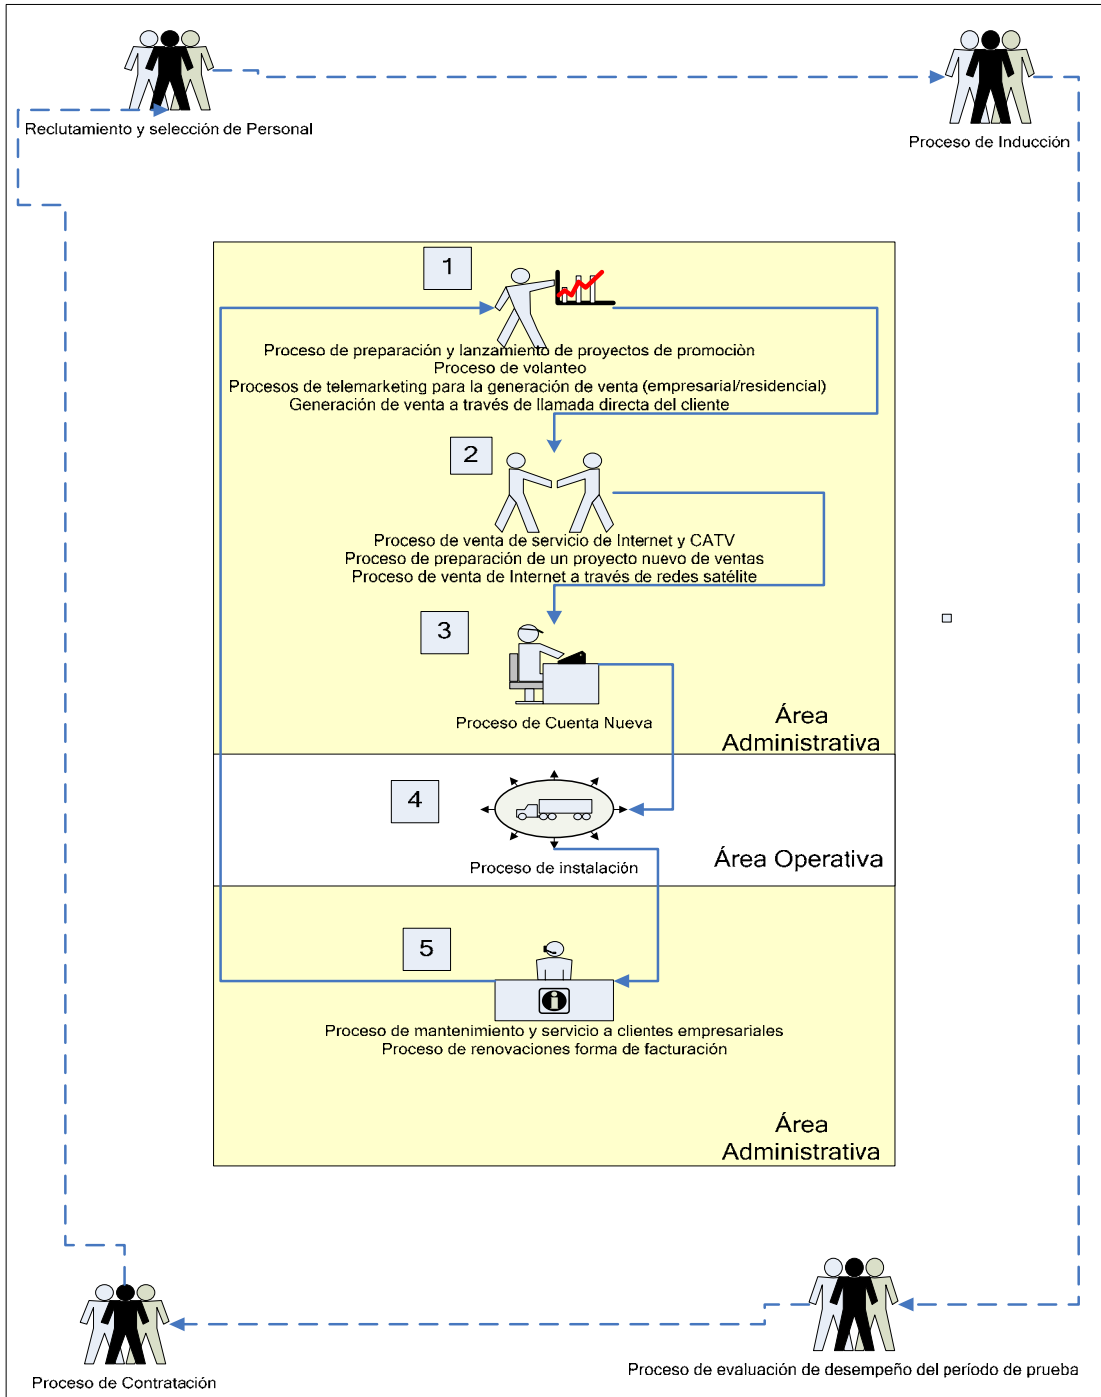 Reclutamiento y selección de Personal
Proceso de Inducción
1
Proceso de preparación y lanzamiento de proyectos de promociòn
Proceso de volanteo
Procesos de telemarketing para la generación de venta (empresarial/residencial)
Generación de venta a través de llamada directa del cliente
2
Proceso de venta de servicio de Internet y CATV
Proceso de preparación de un proyecto nuevo de ventas
Proceso de venta de Internet a través de redes satélite
3
Proceso de Cuenta Nueva
Área
Administrativa
4
Proceso de instalación
Área Operativa
5
Proceso de mantenimiento y servicio a clientes empresariales
Proceso de renovaciones forma de facturación
Área
Administrativa
Proceso de evaluación de desempeño del período de prueba
Proceso de Contratación